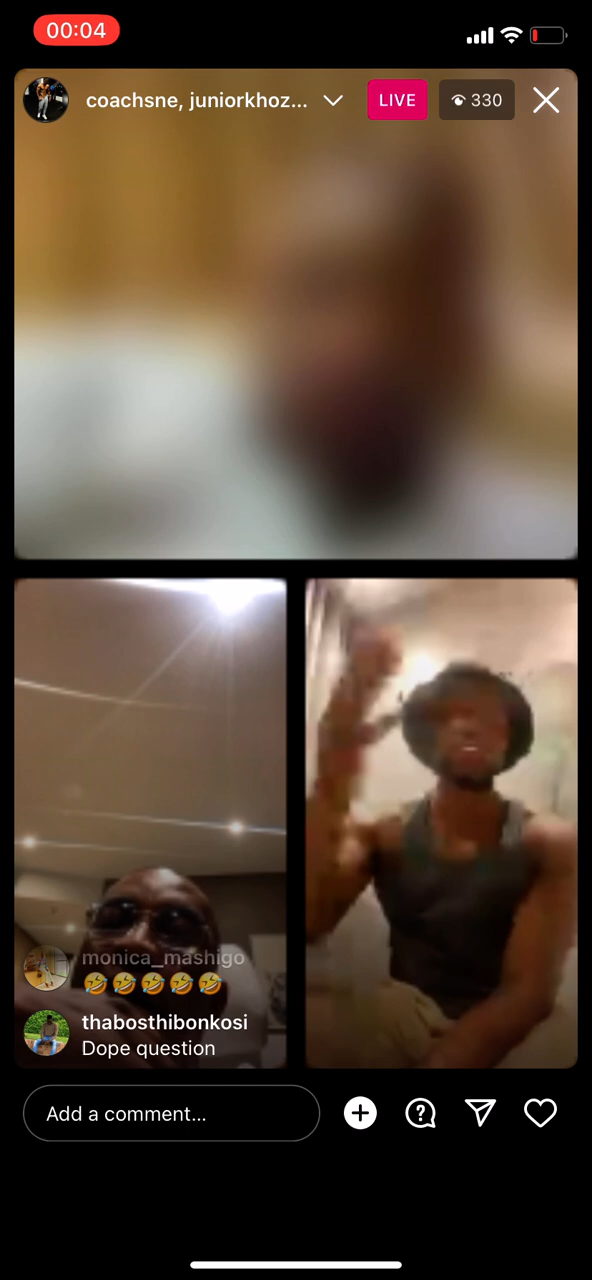 00:04
coachsne, juniorkhoz...
LIVE
330
monica_mashigo
🤣🤣🤣🤣🤣
thabosthibonkosi
Dope question
Add a comment...